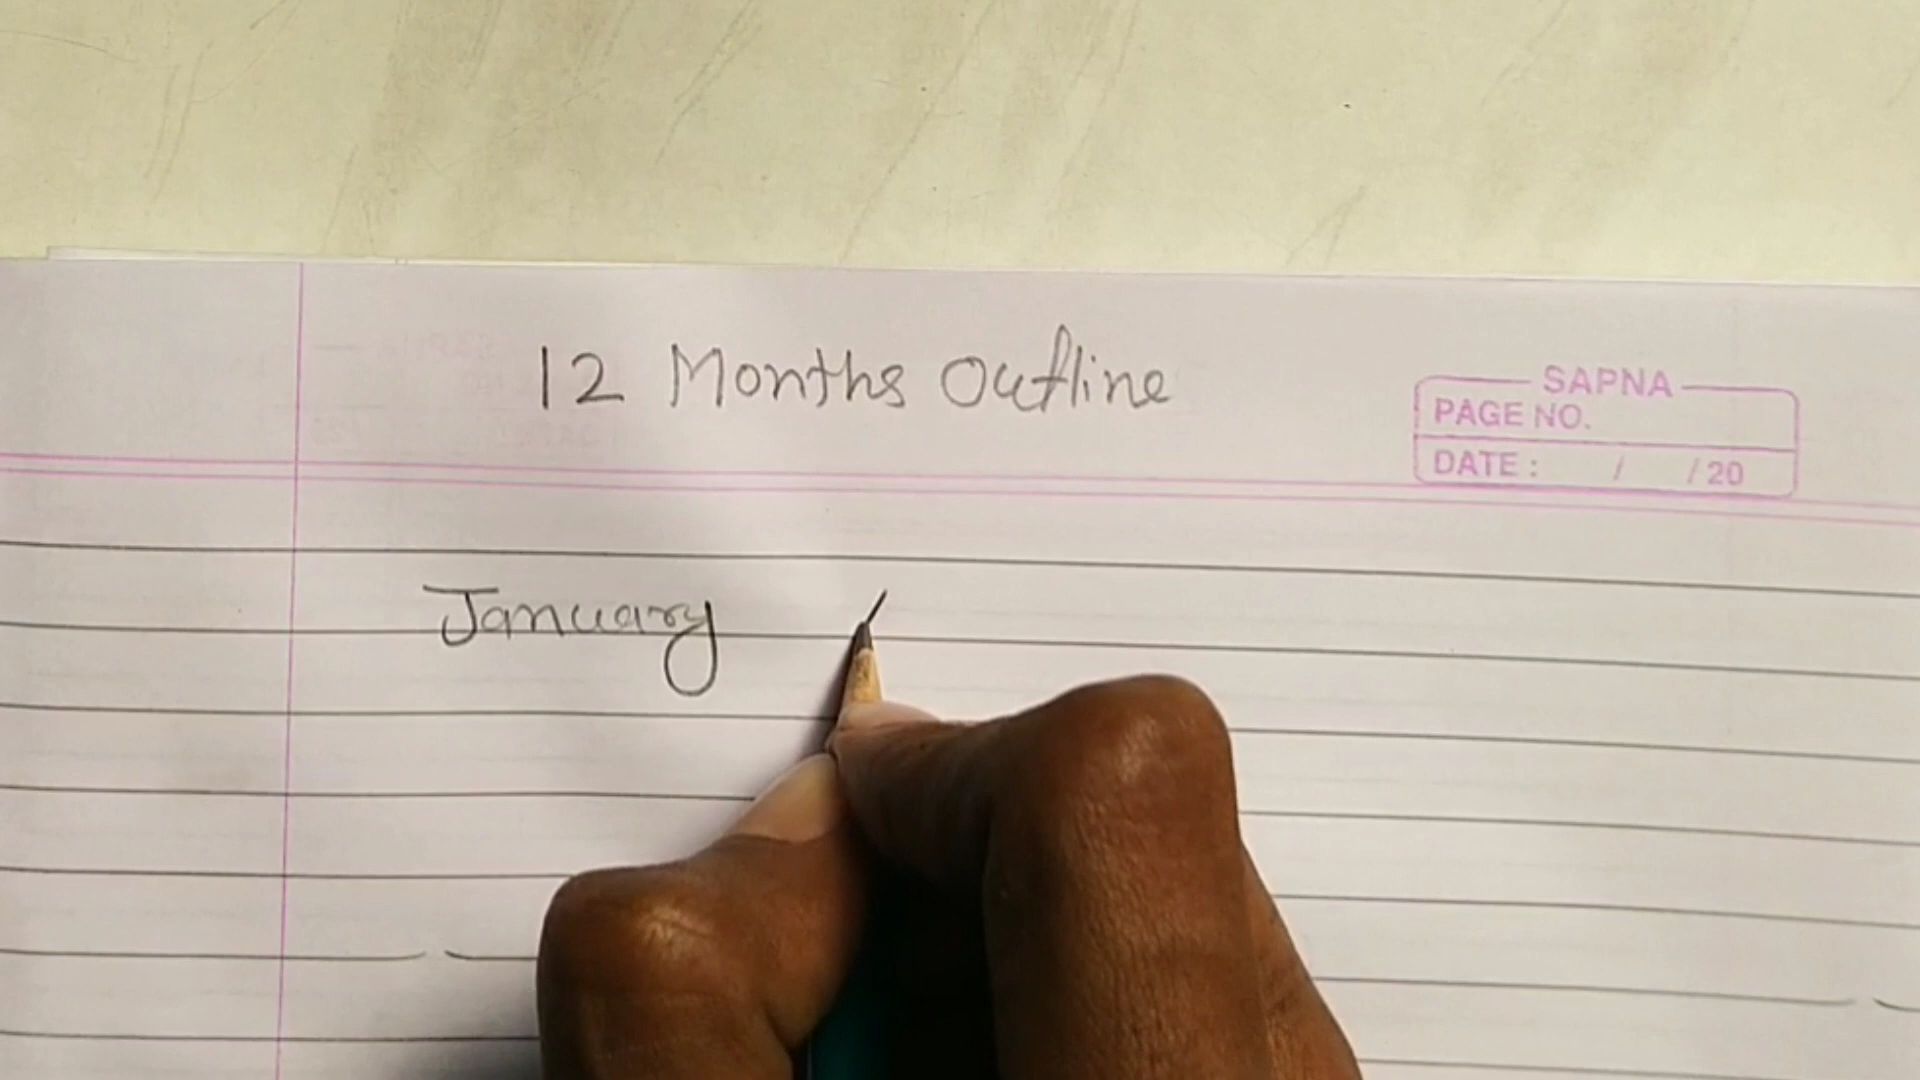 12 Months Outline
SAPNA
PAGE NO.
DATE : / / 20
January